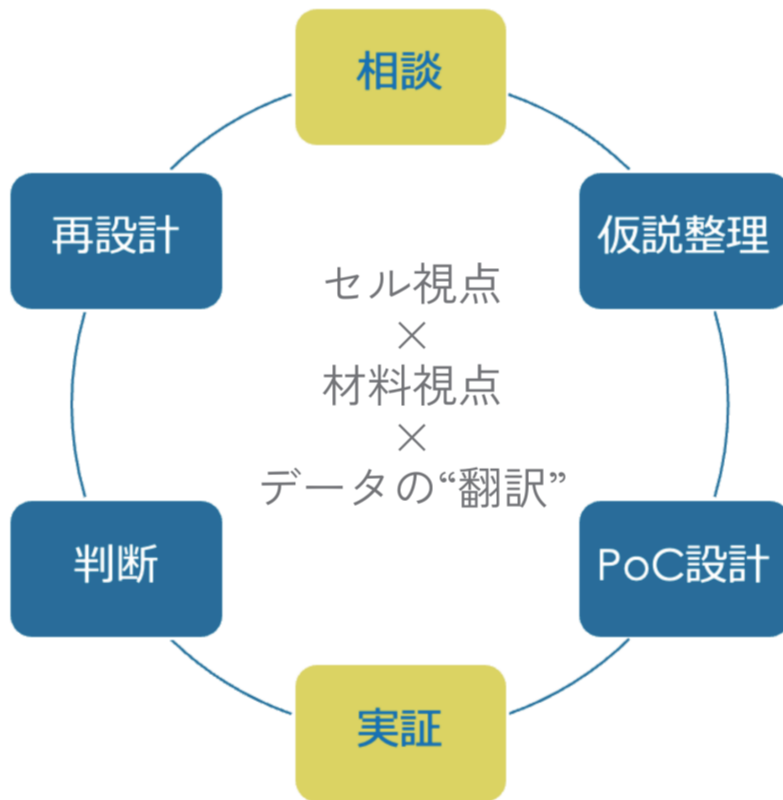 相談
再設計
仮説整理
セル視点
×
材料視点
×
データの“翻訳”
判断
PoC設計
実証